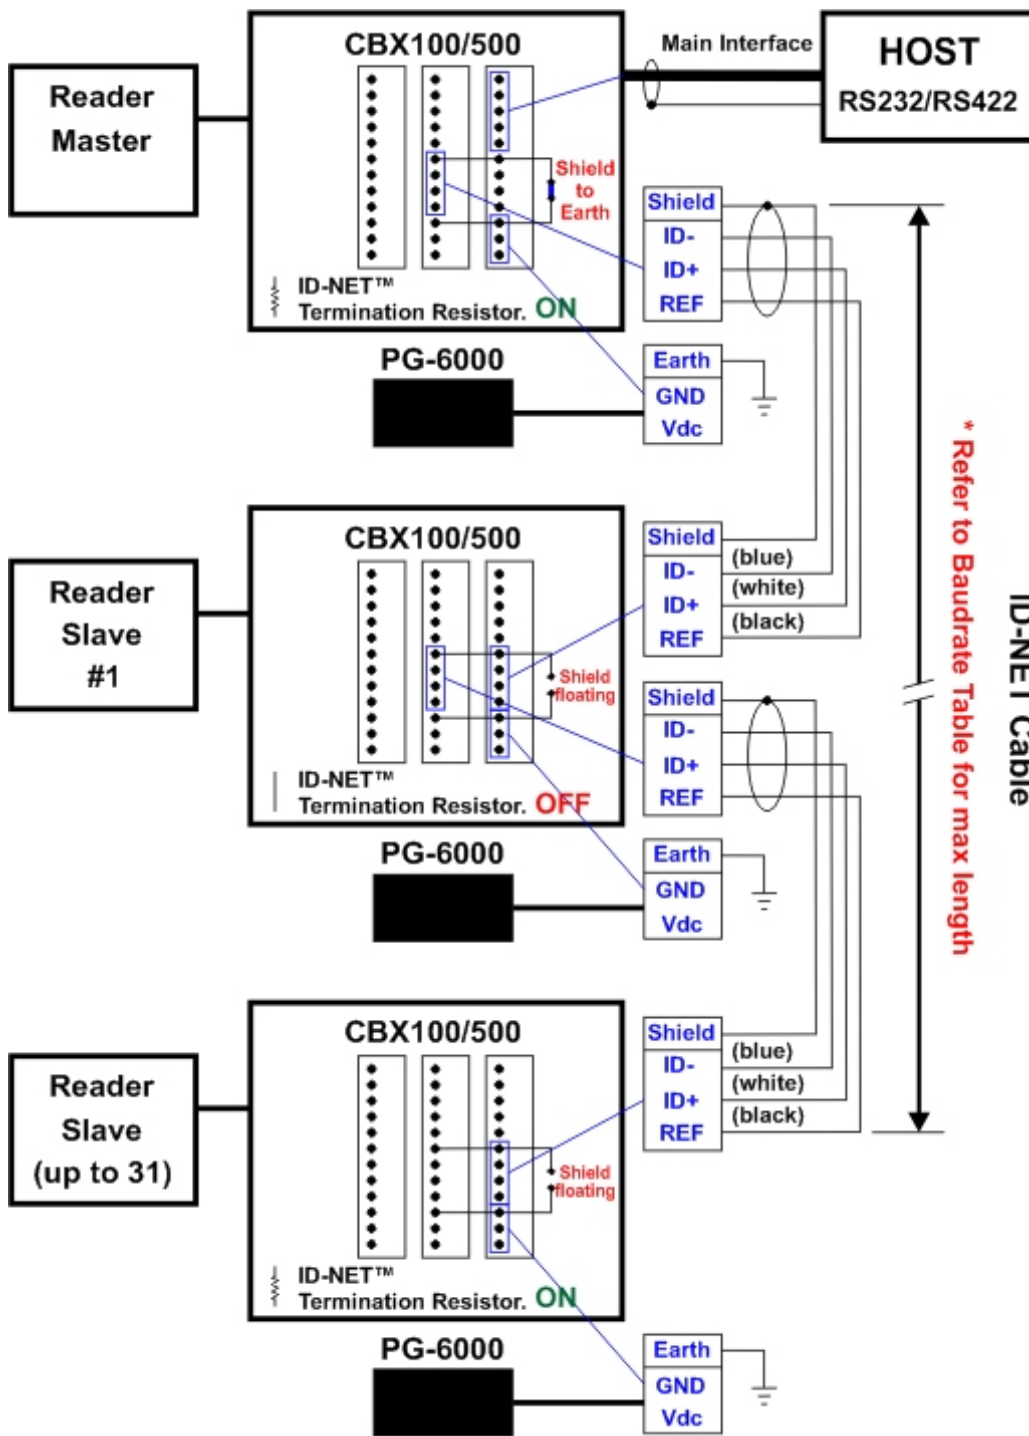 CBX100/500
Main Interface
HOST
RS232/RS422
Reader
Master
Shield
to
Earth
ID-NET™
Termination Resistor. ON
Shield
ID-
ID+
REF
PG-6000
Earth
GND
Vdc
CBX100/500
Reader
Slave
#1
Shield
floating
ID-NET™
Termination Resistor. OFF
Shield
ID-
ID+
REF
(blue)
(white)
(black)
Shield
ID-
ID+
REF
PG-6000
Earth
GND
Vdc
CBX100/500
Reader
Slave
(up to 31)
Shield
floating
ID-NET™
Termination Resistor. ON
Shield
ID-
ID+
REF
(blue)
(white)
(black)
PG-6000
Earth
GND
Vdc
* Refer to Baudrate Table for max length
ID-NET Cable